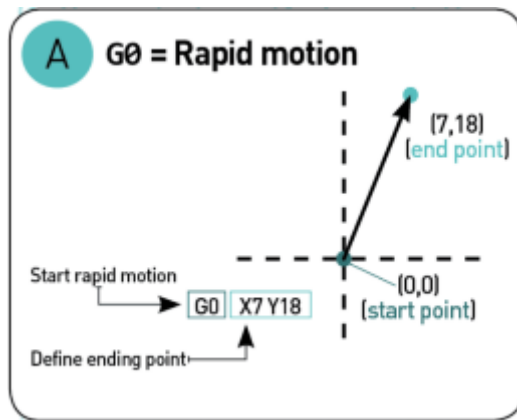 A
G0 = Rapid motion
(7,18)
(end point)
Start rapid motion
G0 X7 Y18
(0,0)
(start point)
Define ending point